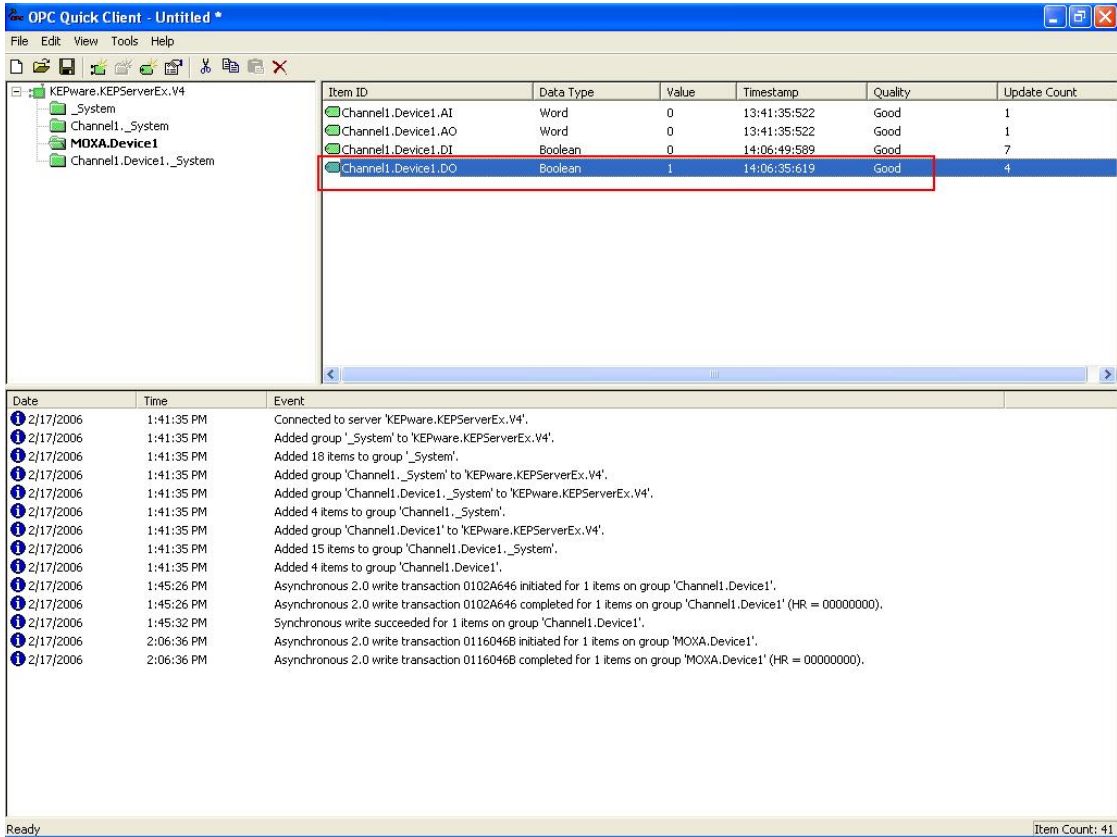 OPC Quick Client - Untitled *
File Edit View Tools Help
KEPware.KEPServerEx.V4
_System
Channel1._System
MOXA.Device1
Channel1.Device1._System
Item ID Data Type Value Timestamp Quality Update Count
Channel1.Device1.AI Word 0 13:41:35:522 Good 1
Channel1.Device1.AO Word 0 13:41:35:522 Good 1
Channel1.Device1.DI Boolean 0 14:06:49:589 Good 7
Channel1.Device1.DO Boolean 1 14:06:35:619 Good 4
Date Time Event
2/17/2006 1:41:35 PM Connected to server 'KEPware.KEPServerEx.V4'.
2/17/2006 1:41:35 PM Added group '_System' to 'KEPware.KEPServerEx.V4'.
2/17/2006 1:41:35 PM Added 18 items to group '_System'.
2/17/2006 1:41:35 PM Added group 'Channel1._System' to 'KEPware.KEPServerEx.V4'.
2/17/2006 1:41:35 PM Added group 'Channel1.Device1._System' to 'KEPware.KEPServerEx.V4'.
2/17/2006 1:41:35 PM Added 4 items to group 'Channel1._System'.
2/17/2006 1:41:35 PM Added group 'Channel1.Device1' to 'KEPware.KEPServerEx.V4'.
2/17/2006 1:41:35 PM Added 15 items to group 'Channel1.Device1._System'.
2/17/2006 1:41:35 PM Added 4 items to group 'Channel1.Device1'.
2/17/2006 1:45:26 PM Asynchronous 2.0 write transaction 0102A646 initiated for 1 items on group 'Channel1.Device1'.
2/17/2006 1:45:26 PM Asynchronous 2.0 write transaction 0102A646 completed for 1 items on group 'Channel1.Device1' (HR = 00000000).
2/17/2006 1:45:32 PM Synchronous write succeeded for 1 items on group 'Channel1.Device1'.
2/17/2006 2:06:36 PM Asynchronous 2.0 write transaction 0116046B initiated for 1 items on group 'MOXA.Device1'.
2/17/2006 2:06:36 PM Asynchronous 2.0 write transaction 0116046B completed for 1 items on group 'MOXA.Device1' (HR = 00000000).
Ready Item Count: 41